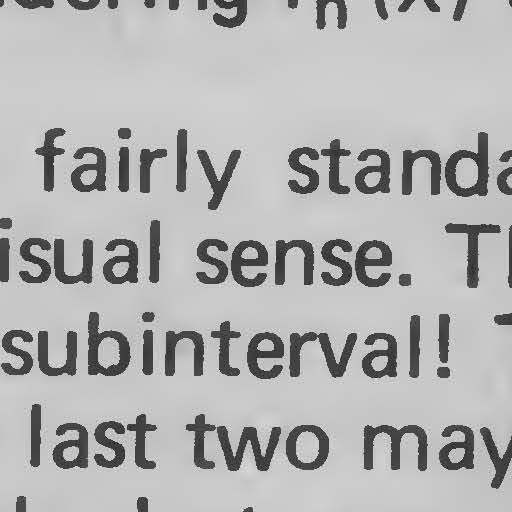 fairly standa
isual sense. T
subinterval!
last two may